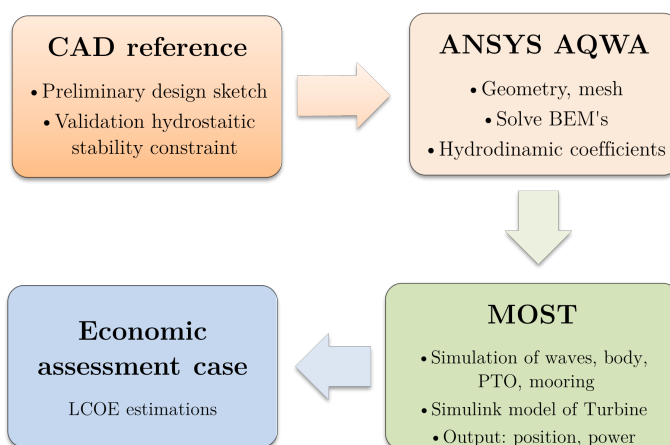 CAD reference
• Preliminary design sketch
• Validation hydrostaitic
stability constraint
ANSYS AQWA
• Geometry, mesh
• Solve BEM's
• Hydrodinamic coefficients
MOST
• Simulation of waves, body,
PTO, mooring
• Simulink model of Turbine
• Output: position, power
Economic
assessment case
LCOE estimations